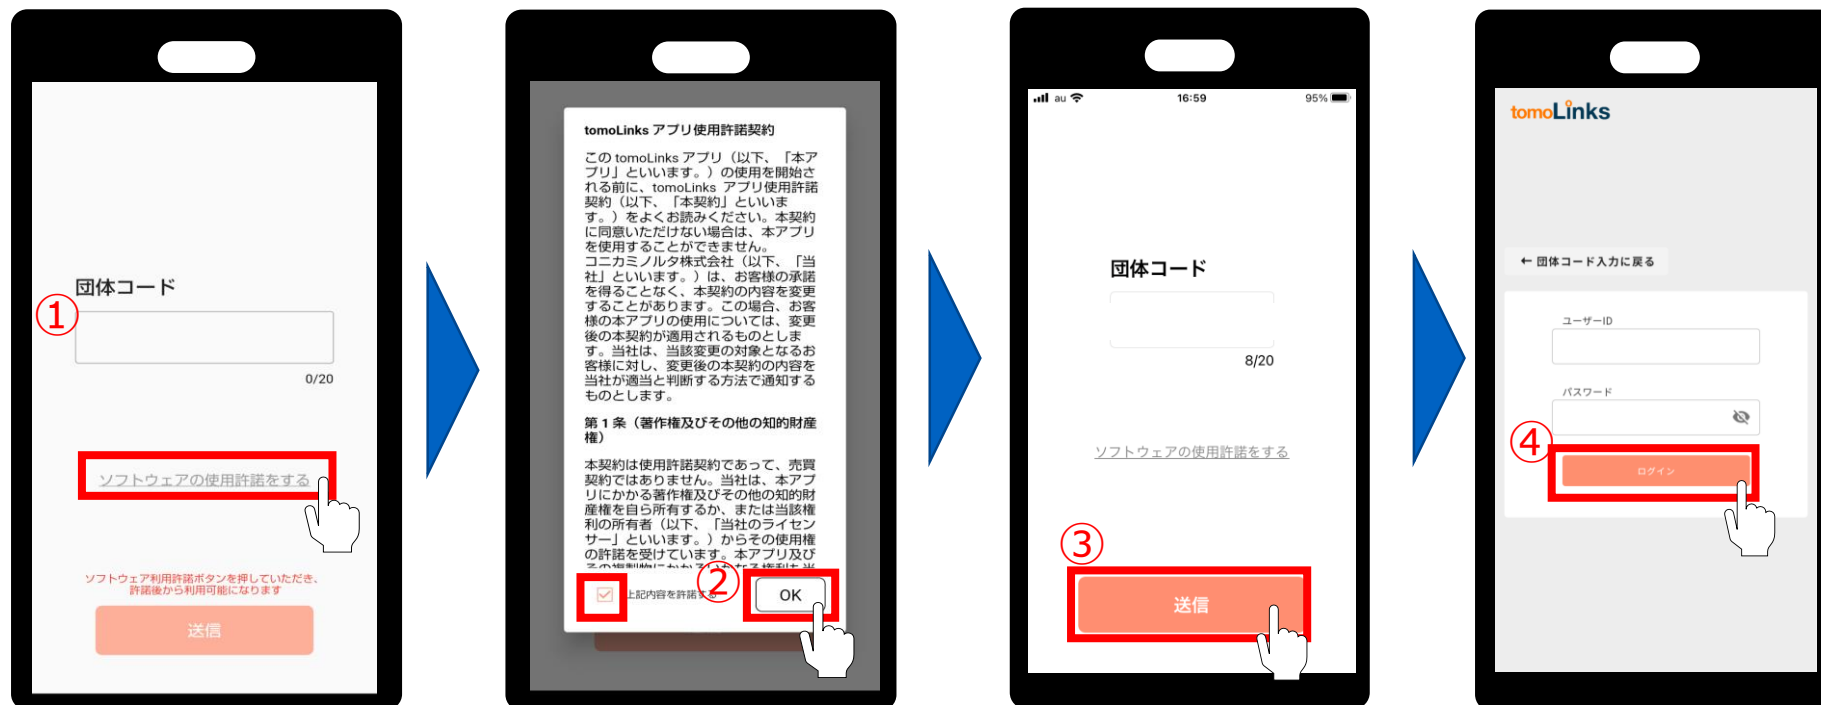 団体コード
①
0/20
ソフトウェアの使用許諾をする
ソフトウェア利用許諾ボタンを押していただき、
許諾後から利用可能になります
送信
tomoLinks アプリ使用許諾契約
この tomoLinks アプリ（以下、「本ア
プリ」といいます。）の使用を開始さ
れる前に、tomoLinks アプリ使用許諾
契約（以下、「本契約」といいま
す。）をよくお読みください。本契約
に同意いただけない場合は、本アプリ
を使用することができません。
コニカミノルタ株式会社（以下、「当
社」といいます。）は、お客様の承諾
を得ることなく、本契約の内容を変更
することがあります。この場合、お客
様の本アプリの使用については、変更
後の本契約が適用されるものとしま
す。当社は、当該変更の対象となるお
客様に対し、変更後の本契約の内容を
当社が適当と判断する方法で通知する
ものとします。
第 1 条（著作権及びその他の知的財産
権）
本契約は使用許諾契約であって、売買
契約ではありません。当社は、本アプ
リにかかる著作権及びその他の知的財
産権を自ら所有するか、または当該権
利の所有者（以下、「当社のライセン
サー」といいます。）からその使用権
の許諾を受けています。本アプリ及び
その複製物にかかるいかなる権利も当
上記内容を許諾する
②
OK
au 16:59 95%
団体コード
8/20
ソフトウェアの使用許諾をする
③
送信
tomoLinks
← 団体コード入力に戻る
ユーザーID
パスワード
④
ログイン